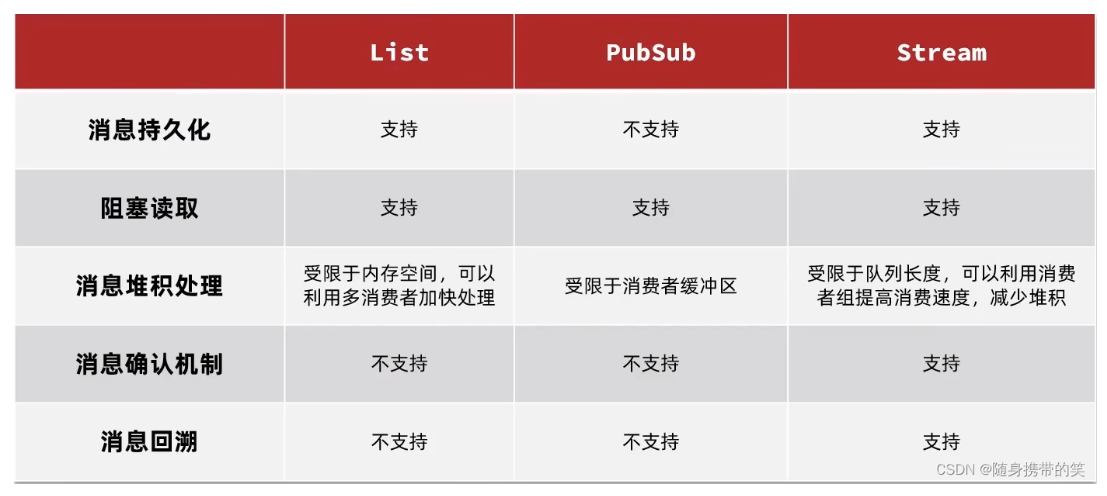 List PubSub Stream
消息持久化 支持 不支持 支持
阻塞读取 支持 支持 支持
消息堆积处理 受限于内存空间，可以 受限于消费者缓冲区 受限于队列长度，可以利用消费
利用多消费者加快处理 者组提高消费速度，减少堆积
消息确认机制 不支持 不支持 支持
消息回溯 不支持 不支持 支持
CSDN @随身携带的笑